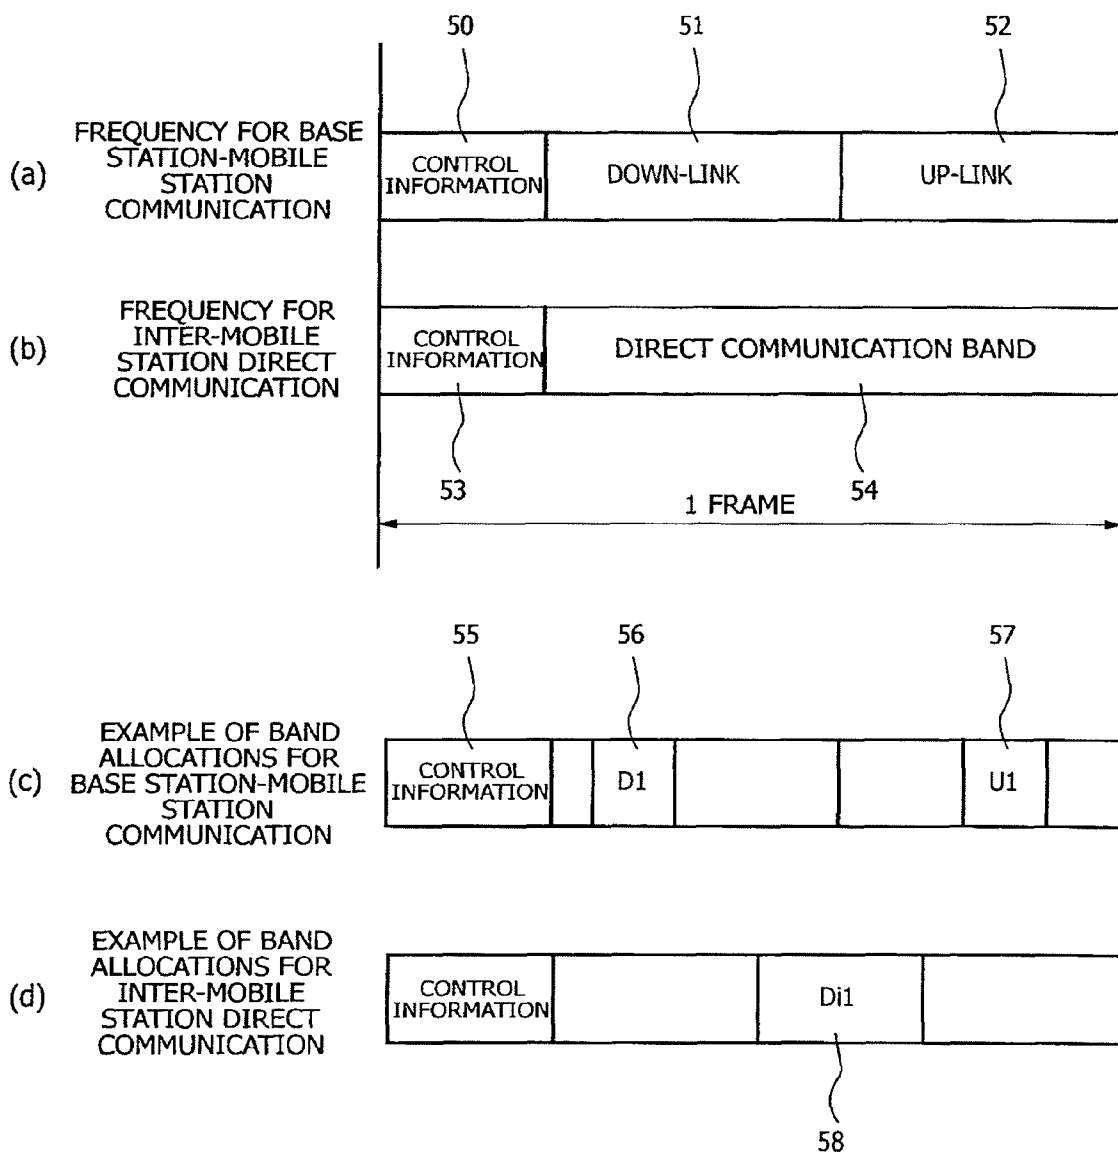 50
51
52
(a)
FREQUENCY FOR BASE
STATION-MOBILE
STATION
COMMUNICATION
CONTROL
INFORMATION
DOWN-LINK
UP-LINK
(b)
FREQUENCY FOR
INTER-MOBILE
STATION DIRECT
COMMUNICATION
CONTROL
INFORMATION
DIRECT COMMUNICATION BAND
53
54
1 FRAME
55
56
57
(c)
EXAMPLE OF BAND
ALLOCATIONS FOR
BASE STATION-MOBILE
STATION
COMMUNICATION
CONTROL
INFORMATION
D1
U1
(d)
EXAMPLE OF BAND
ALLOCATIONS FOR
INTER-MOBILE
STATION DIRECT
COMMUNICATION
CONTROL
INFORMATION
Di1
58